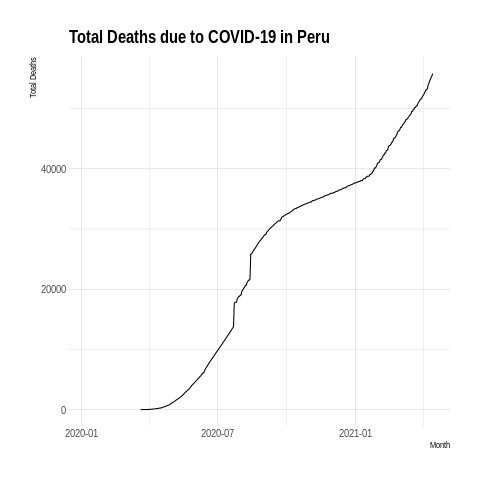 Total Deaths due to COVID-19 in Peru
Total Deaths
40000
20000
0
2020-01
2020-07
2021-01
Month